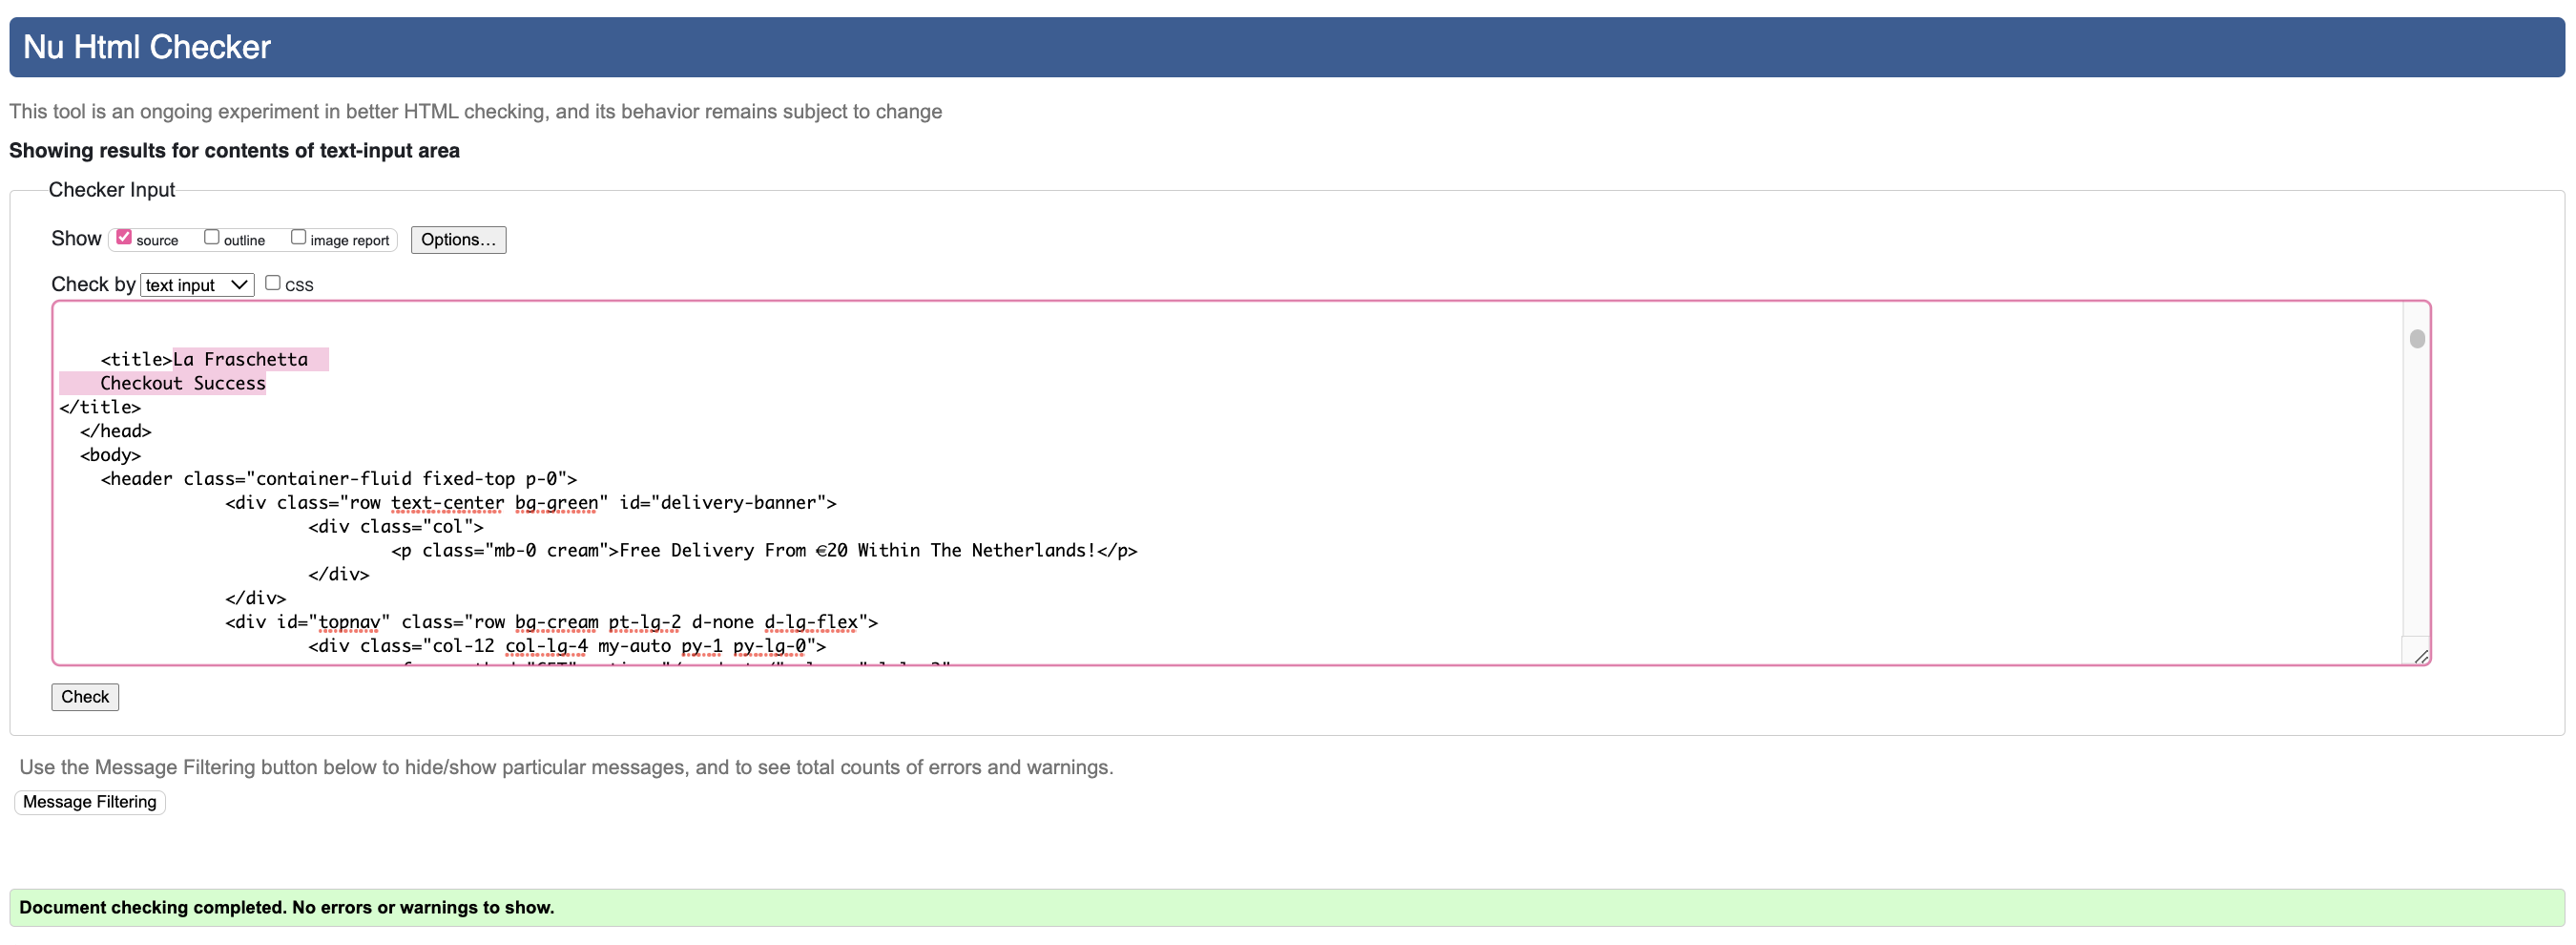 Nu Html Checker
This tool is an ongoing experiment in better HTML checking, and its behavior remains subject to change
Showing results for contents of text-input area
Checker Input
Show source outline image report Options...
Check by text input css
<title>La Fraschetta
Checkout Success
</title>
</head>
<body>
<header class="container-fluid fixed-top p-0">
<div class="row text-center bg-green" id="delivery-banner">
<div class="col">
<p class="mb-0 cream">Free Delivery From €20 Within The Netherlands!</p>
</div>
</div>
<div id="topnav" class="row bg-cream pt-lg-2 d-none d-lg-flex">
<div class="col-12 col-lg-4 my-auto py-1 py-lg-0">
Check
Use the Message Filtering button below to hide/show particular messages, and to see total counts of errors and warnings.
Message Filtering
Document checking completed. No errors or warnings to show.